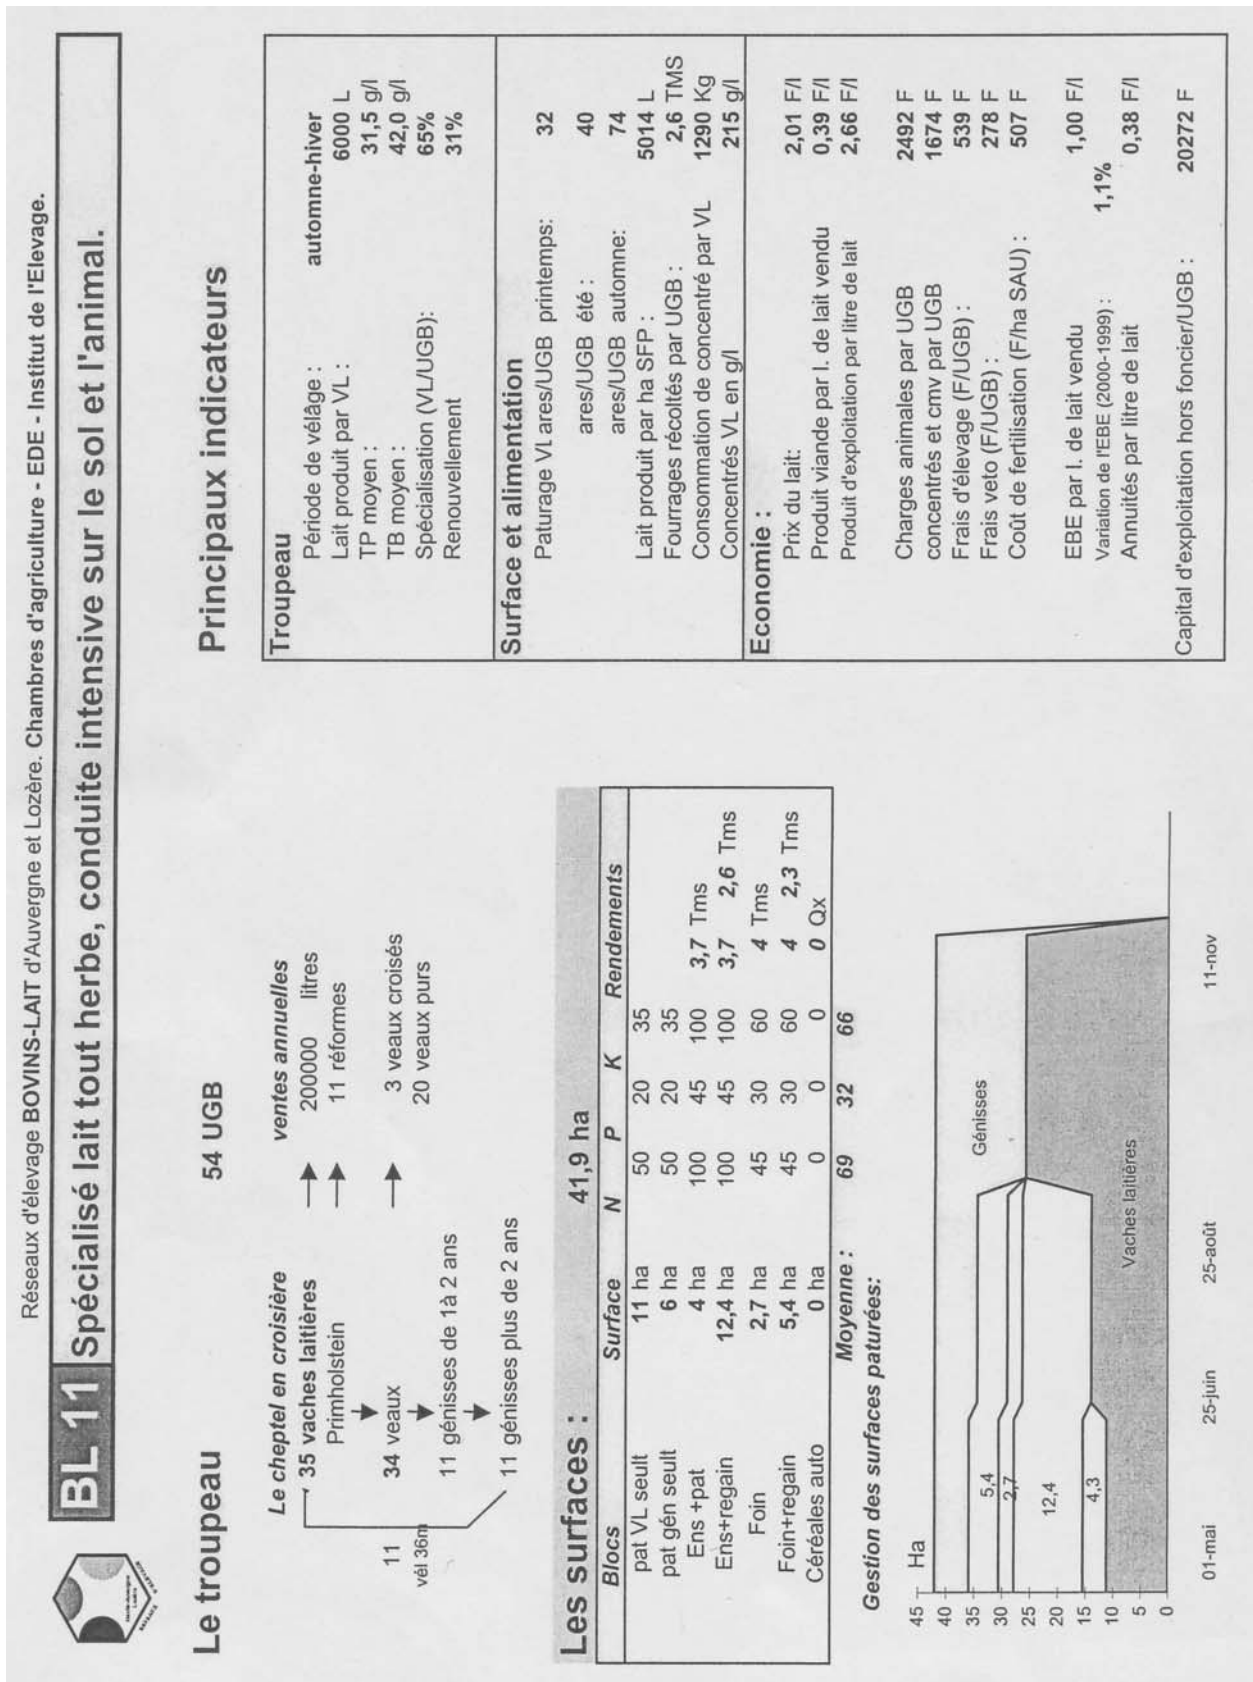 Réseaux d'élevage BOVINS-LAIT d'Auvergne et Lozère. Chambres d'agriculture - EDE - Institut de l'Elevage.
BL 11 Spécialisé lait tout herbe, conduite intensive sur le sol et l'animal.
Le troupeau 54 UGB
Le cheptel en croisière ventes annuelles
35 vaches laitières → 200000 litres
Primholstein → 11 réformes
34 veaux → 3 veaux croisés
20 veaux purs
11 génisses de 1à 2 ans
11 génisses plus de 2 ans
11
vél 36m
Les surfaces : 41,9 ha
Blocs Surface N P K Rendements
pat VL seult 11 ha 50 20 35
pat gén seult 6 ha 50 20 35
Ens +pat 4 ha 100 45 100 3,7 Tms
Ens+regain 12,4 ha 100 45 100 3,7 2,6 Tms
Foin 2,7 ha 45 30 60 4 Tms
Foin+regain 5,4 ha 45 30 60 4 2,3 Tms
Céréales auto 0 ha 0 0 0 0 Qx
Moyenne : 69 32 66
Gestion des surfaces paturées:
Ha
45
40
35
30
25
20
15
10
5
0
5,4
2,7
12,4
4,3
Génisses
Vaches laitières
01-mai 25-juin 25-août 11-nov
Principaux indicateurs
Troupeau
Période de vélâge : automne-hiver
Lait produit par VL : 6000 L
TP moyen : 31,5 g/l
TB moyen : 42,0 g/l
Spécialisation (VL/UGB): 65%
Renouvellement 31%
Surface et alimentation
Paturage VL ares/UGB printemps: 32
ares/UGB été : 40
ares/UGB automne: 74
Lait produit par ha SFP : 5014 L
Fourrages récoltés par UGB : 2,6 TMS
Consommation de concentré par VL 1290 Kg
Concentrés VL en g/l 215 g/l
Economie :
Prix du lait: 2,01 F/l
Produit viande par l. de lait vendu 0,39 F/l
Produit d'exploitation par litre de lait 2,66 F/l
Charges animales par UGB 2492 F
concentrés et cmv par UGB 1674 F
Frais d'élevage (F/UGB) : 539 F
Frais veto (F/UGB) : 278 F
Coût de fertilisation (F/ha SAU) : 507 F
EBE par l. de lait vendu 1,00 F/l
Variation de l'EBE (2000-1999) : 1,1%
Annuités par litre de lait 0,38 F/l
Capital d'exploitation hors foncier/UGB : 20272 F